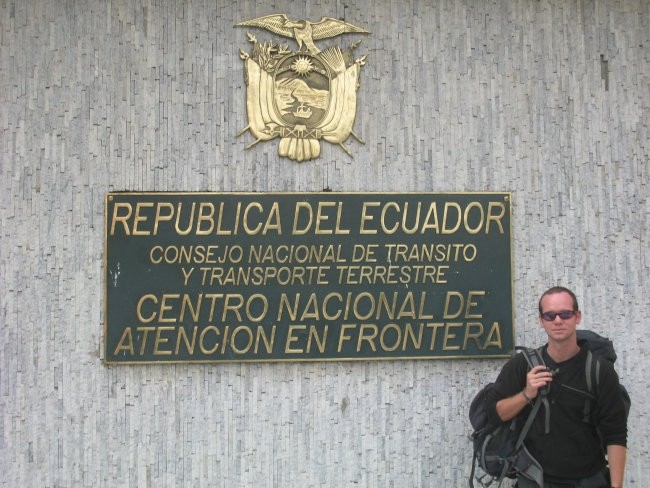 REPUBLICA DEL ECUADOR
CONSEJO NACIONAL DE TRANSITO
Y TRANSPORTE TERRESTRE
CENTRO NACIONAL DE
ATENCION EN FRONTERA